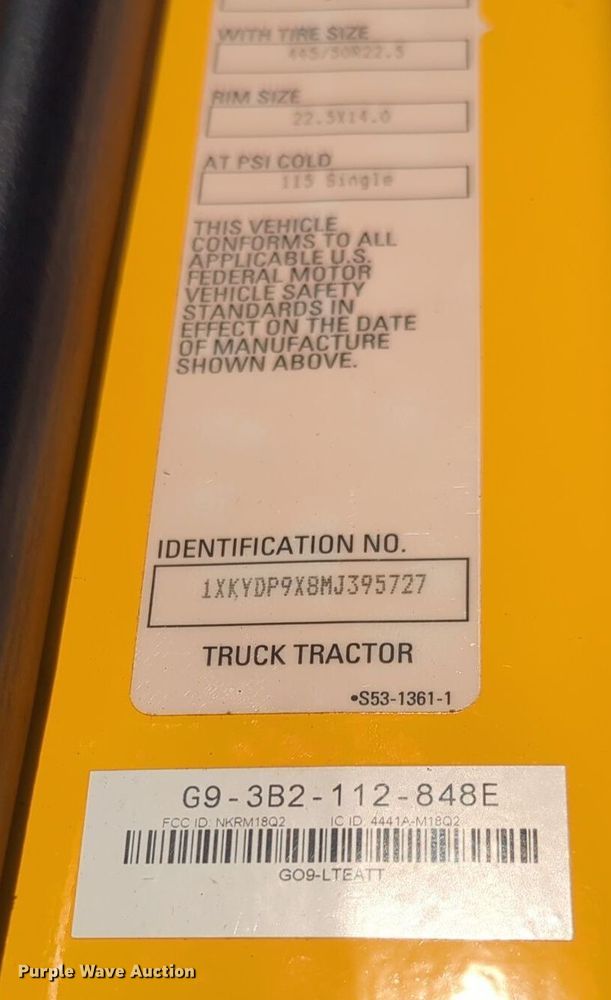 WITH TIRE SIZE
445/50R22.5
RIM SIZE
22.5X14.0
AT PSI COLD
115 Single
THIS VEHICLE
CONFORMS TO ALL
APPLICABLE U.S.
FEDERAL MOTOR
VEHICLE SAFETY
STANDARDS IN
EFFECT ON THE DATE
OF MANUFACTURE
SHOWN ABOVE.
IDENTIFICATION NO.
1XKYDP9X8MJ395727
TRUCK TRACTOR
•S53-1361-1
G9-3B2-112-848E
FCC ID: NKRM18Q2 IC ID: 4441A-M18Q2
GO9-LTEATT
Purple Wave Auction